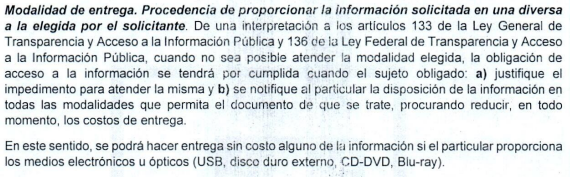 Modalidad de entrega. Procedencia de proporcionar la información solicitada en una diversa
a la elegida por el solicitante. De una interpretación a los artículos 133 de la Ley General de
Transparencia y Acceso a la Información Pública y 136 de la Ley Federal de Transparencia y Acceso
a la Información Pública, cuando no sea posible atender la modalidad elegida, la obligación de
acceso a la información se tendrá por cumplida cuando el sujeto obligado: a) justifique el
impedimento para atender la misma y b) se notifique al particular la disposición de la información en
todas las modalidades que permita el documento de que se trate, procurando reducir, en todo
momento, los costos de entrega.
En este sentido, se podrá hacer entrega sin costo alguno de la información si el particular proporciona
los medios electrónicos u ópticos (USB, disco duro externo, CD-DVD, Blu-ray).